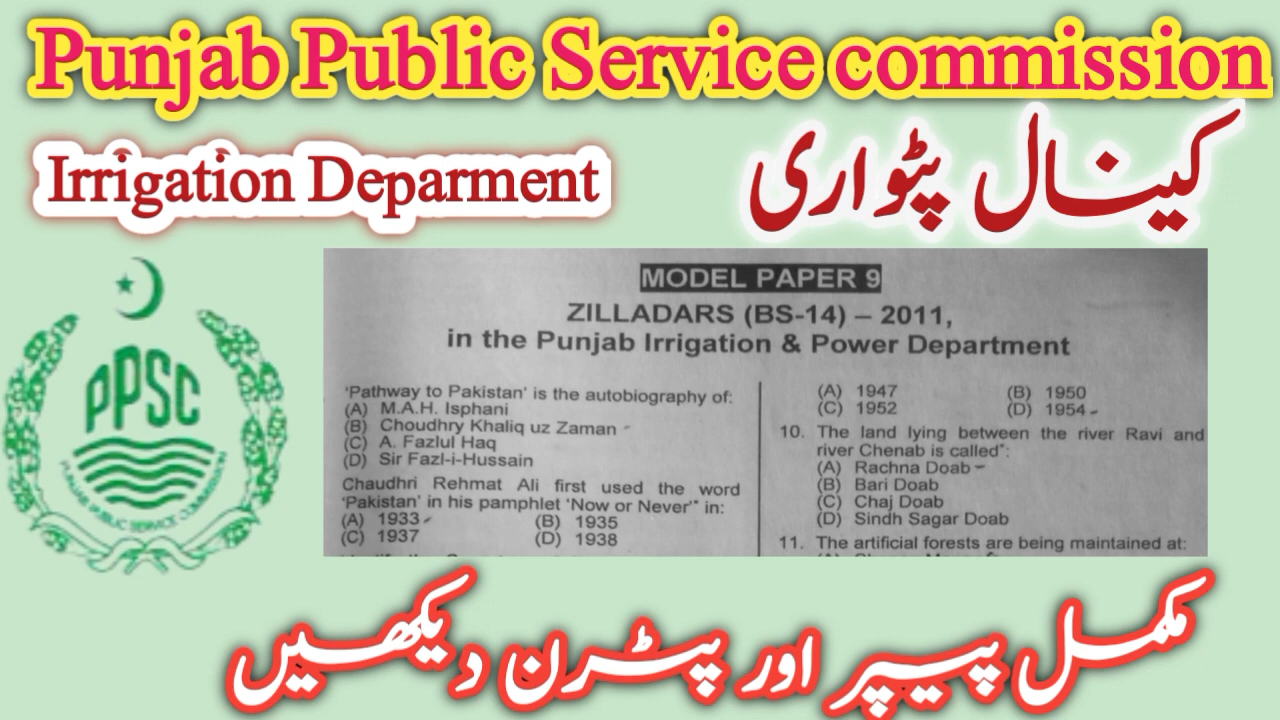 Punjab Public Service commission
Irrigation Deparment
کینال پٹواری
PPSC
PUNJAB PUBLIC SERVICE COMMISSION
MODEL PAPER 9
ZILLADARS (BS-14) – 2011,
in the Punjab Irrigation & Power Department
'Pathway to Pakistan' is the autobiography of:
(A) M.A.H. Isphani
(B) Choudhry Khaliq uz Zaman
(C) A. Fazlul Haq
(D) Sir Fazl-i-Hussain
Chaudhri Rehmat Ali first used the word
'Pakistan' in his pamphlet 'Now or Never'" in:
(A) 1933 (B) 1935
(C) 1937 (D) 1938
(A) 1947 (B) 1950
(C) 1952 (D) 1954
10. The land lying between the river Ravi and
river Chenab is called":
(A) Rachna Doab
(B) Bari Doab
(C) Chaj Doab
(D) Sindh Sagar Doab
11. The artificial forests are being maintained at:
مکمل پیپر اور پٹرن دیکھیں